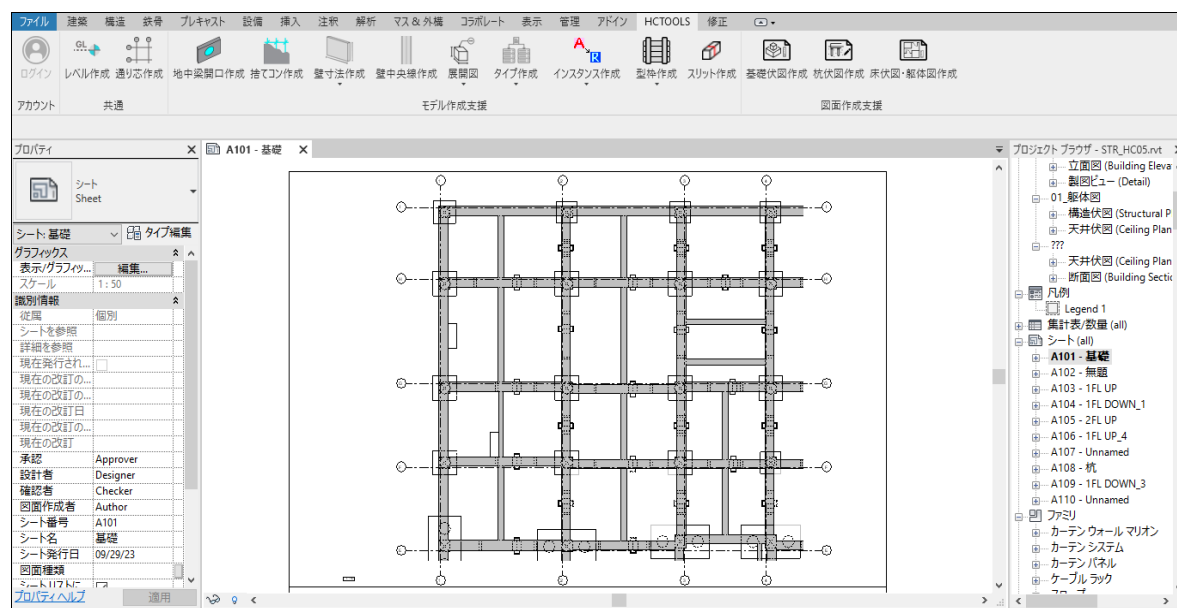 ファイル 建築 構造 鉄骨 プレキャスト 設備 挿入 注釈 解析 マス & 外構 コラボレート 表示 管理 アドイン HCTOOLS 修正
ログイン レベル作成 通り芯作成 地中梁開口作成 捨てコン作成 壁寸法作成 壁中央線作成 展開図 タイプ作成 インスタンス作成 型枠作成 スリット作成 基礎伏図作成 杭伏図作成 床伏図・躯体図作成
アカウント 共通 モデル作成支援 図面作成支援
プロパティ
シート
Sheet
シート: 基礎 タイプ編集
グラフィックス
表示/グラフィッ... 編集...
スケール 1 : 50
識別情報
従属 個別
シートを参照
詳細を参照
現在発行され...
現在の改訂の...
現在の改訂の...
現在の改訂日
現在の改訂の...
現在の改訂
承認 Approver
設計者 Designer
確認者 Checker
図面作成者 Author
シート番号 A101
シート名 基礎
シート発行日 09/29/23
図面種類
シートリストに
プロパティヘルプ 適用
A101 - 基礎
プロジェクト ブラウザ - STR_HC05.rvt
立面図 (Building Eleva
製図ビュー (Detail)
01_躯体図
構造伏図 (Structural P
天井伏図 (Ceiling Plan
???
天井伏図 (Ceiling Plan
断面図 (Building Sectic
凡例
Legend 1
集計表/数量 (all)
シート (all)
A101 - 基礎
A102 - 無題
A103 - 1FL UP
A104 - 1FL DOWN_1
A105 - 2FL UP
A106 - 1FL UP_4
A107 - Unnamed
A108 - 杭
A109 - 1FL DOWN_3
A110 - Unnamed
ファミリ
カーテン ウォール マリオン
カーテン システム
カーテン パネル
ケーブル ラック